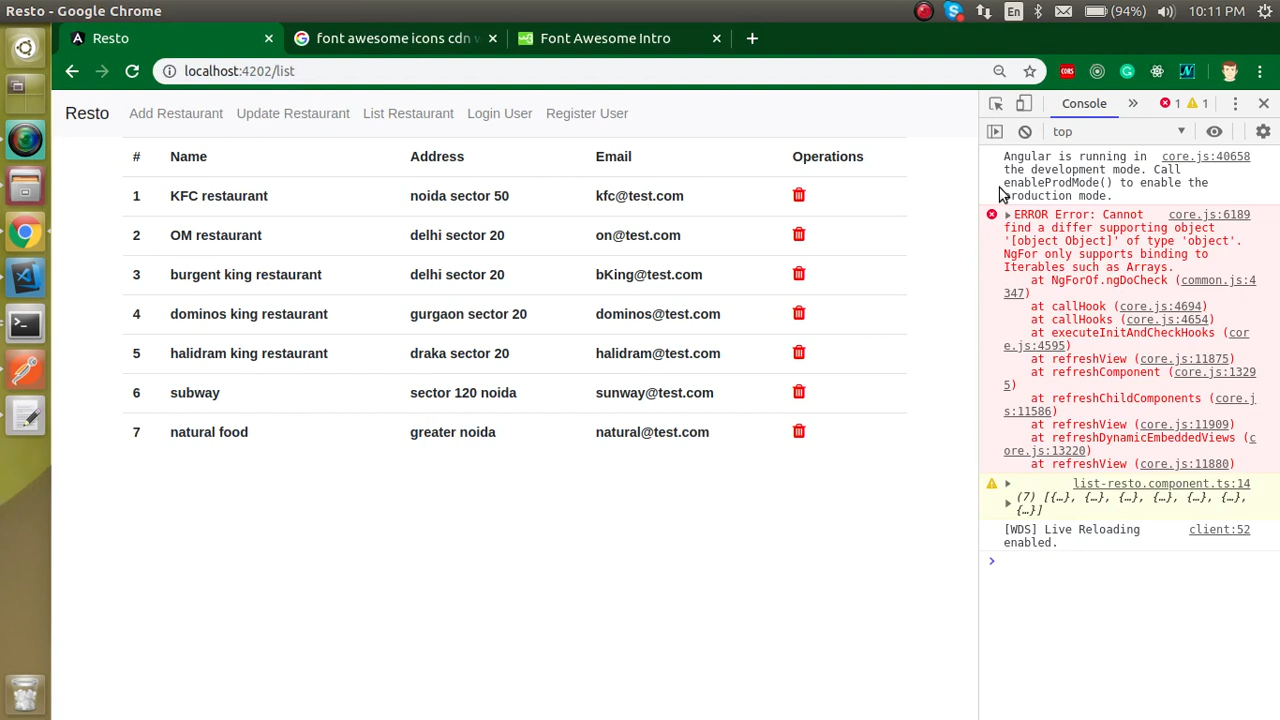 Resto - Google Chrome
En
(94%)
10:11 PM
Resto
font awesome icons cdn w
Font Awesome Intro
localhost:4202/list
CORS
N
Resto Add Restaurant Update Restaurant List Restaurant Login User Register User
# Name Address Email Operations
1 KFC restaurant noida sector 50 kfc@test.com
2 OM restaurant delhi sector 20 on@test.com
3 burgent king restaurant delhi sector 20 bKing@test.com
4 dominos king restaurant gurgaon sector 20 dominos@test.com
5 halidram king restaurant draka sector 20 halidram@test.com
6 subway sector 120 noida sunway@test.com
7 natural food greater noida natural@test.com
Console 1 1
top
Angular is running in core.js:40658
the development mode. Call
enableProdMode() to enable the
production mode.
ERROR Error: Cannot core.js:6189
find a differ supporting object
'[object Object]' of type 'object'.
NgFor only supports binding to
Iterables such as Arrays.
at NgForOf.ngDoCheck (common.js:4
347)
at callHook (core.js:4694)
at callHooks (core.js:4654)
at executeInitAndCheckHooks (cor
e.js:4595)
at refreshView (core.js:11875)
at refreshComponent (core.js:1329
5)
at refreshChildComponents (core.j
s:11586)
at refreshView (core.js:11909)
at refreshDynamicEmbeddedViews (c
ore.js:13220)
at refreshView (core.js:11880)
list-resto.component.ts:14
(7) [{…}, {…}, {…}, {…}, {…}, {…},
{…}]
[WDS] Live Reloading client:52
enabled.